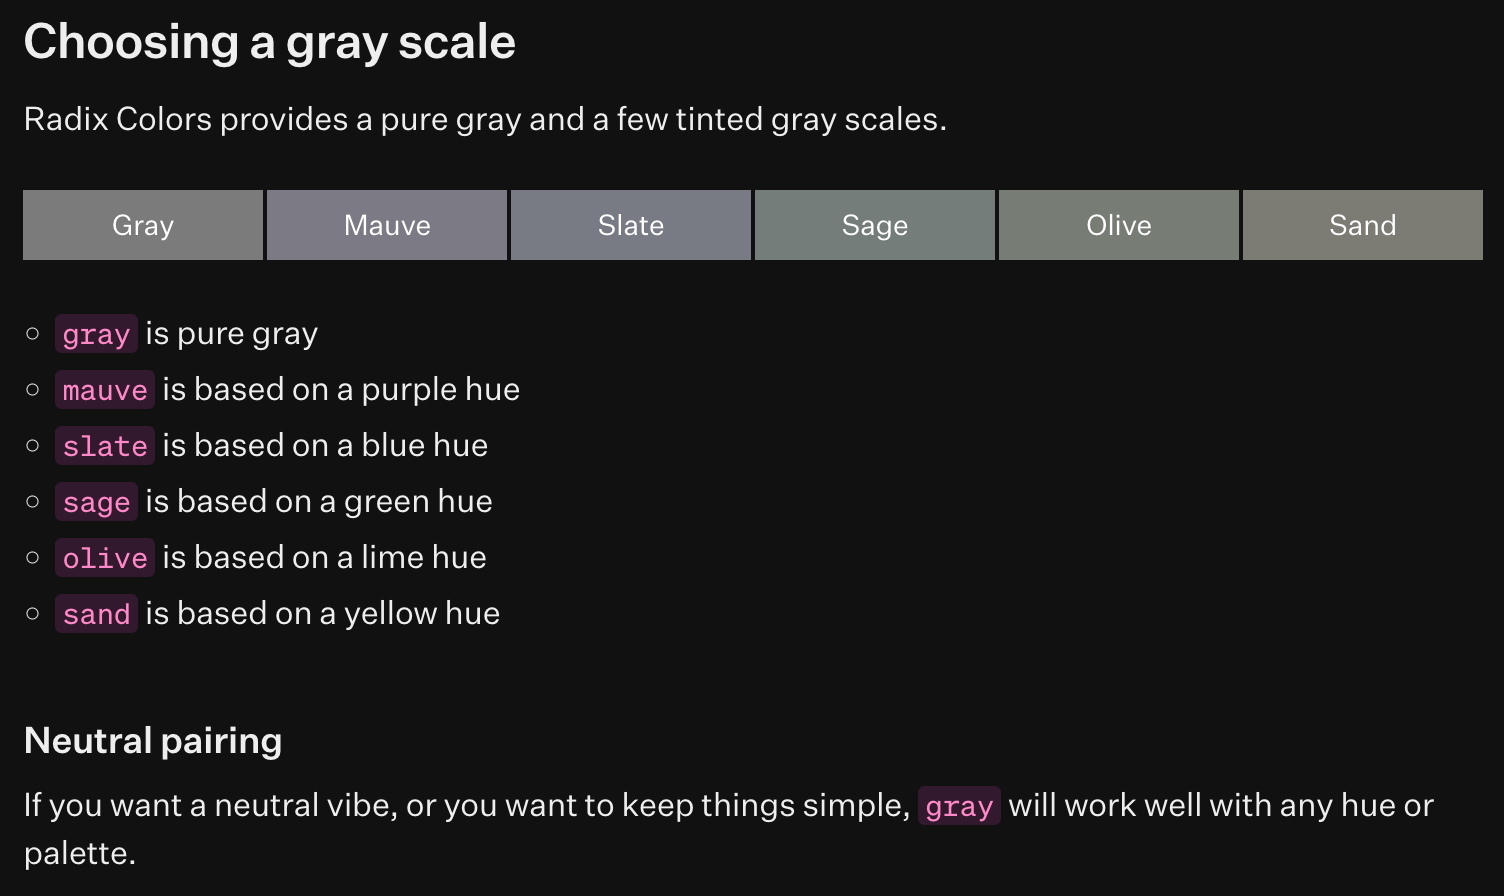 Choosing a gray scale
Radix Colors provides a pure gray and a few tinted gray scales.
Gray Mauve Slate Sage Olive Sand
gray is pure gray
mauve is based on a purple hue
slate is based on a blue hue
sage is based on a green hue
olive is based on a lime hue
sand is based on a yellow hue
Neutral pairing
If you want a neutral vibe, or you want to keep things simple, gray will work well with any hue or
palette.